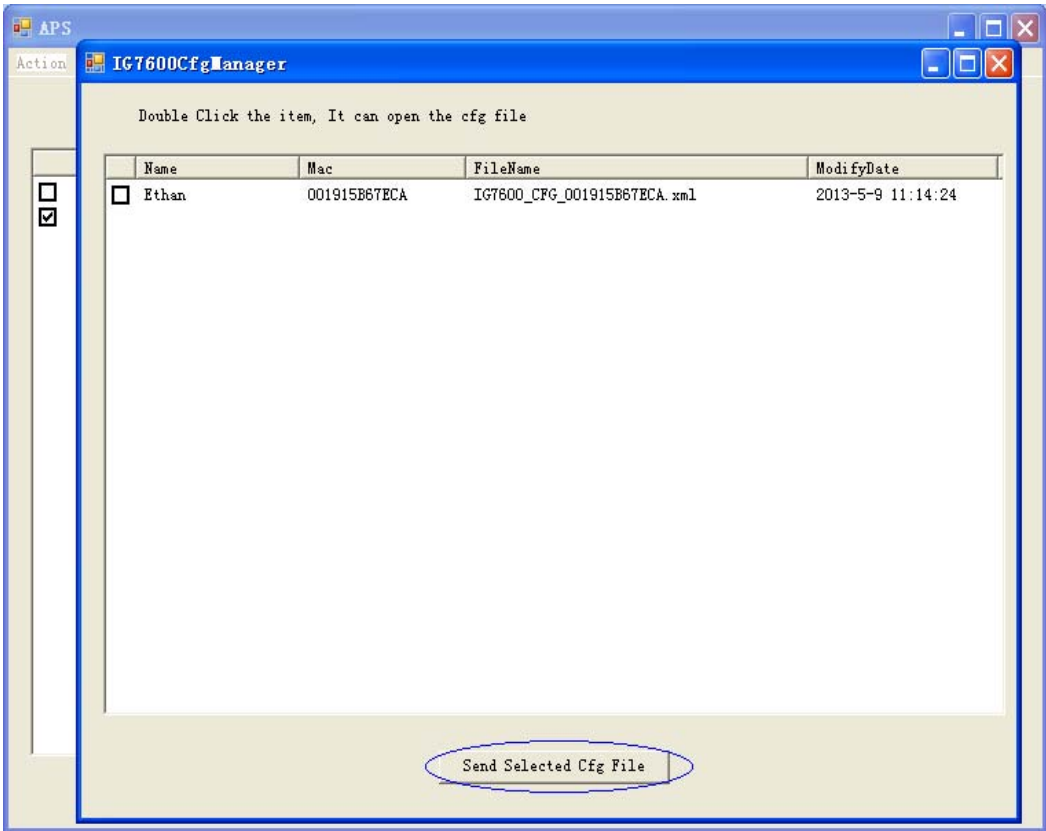 APS
Action
IG7600CfgManager
Double Click the item, It can open the cfg file
Name Mac FileName ModifyDate
Ethan 001915B67ECA IG7600_CFG_001915B67ECA.xml 2013-5-9 11:14:24
Send Selected Cfg File